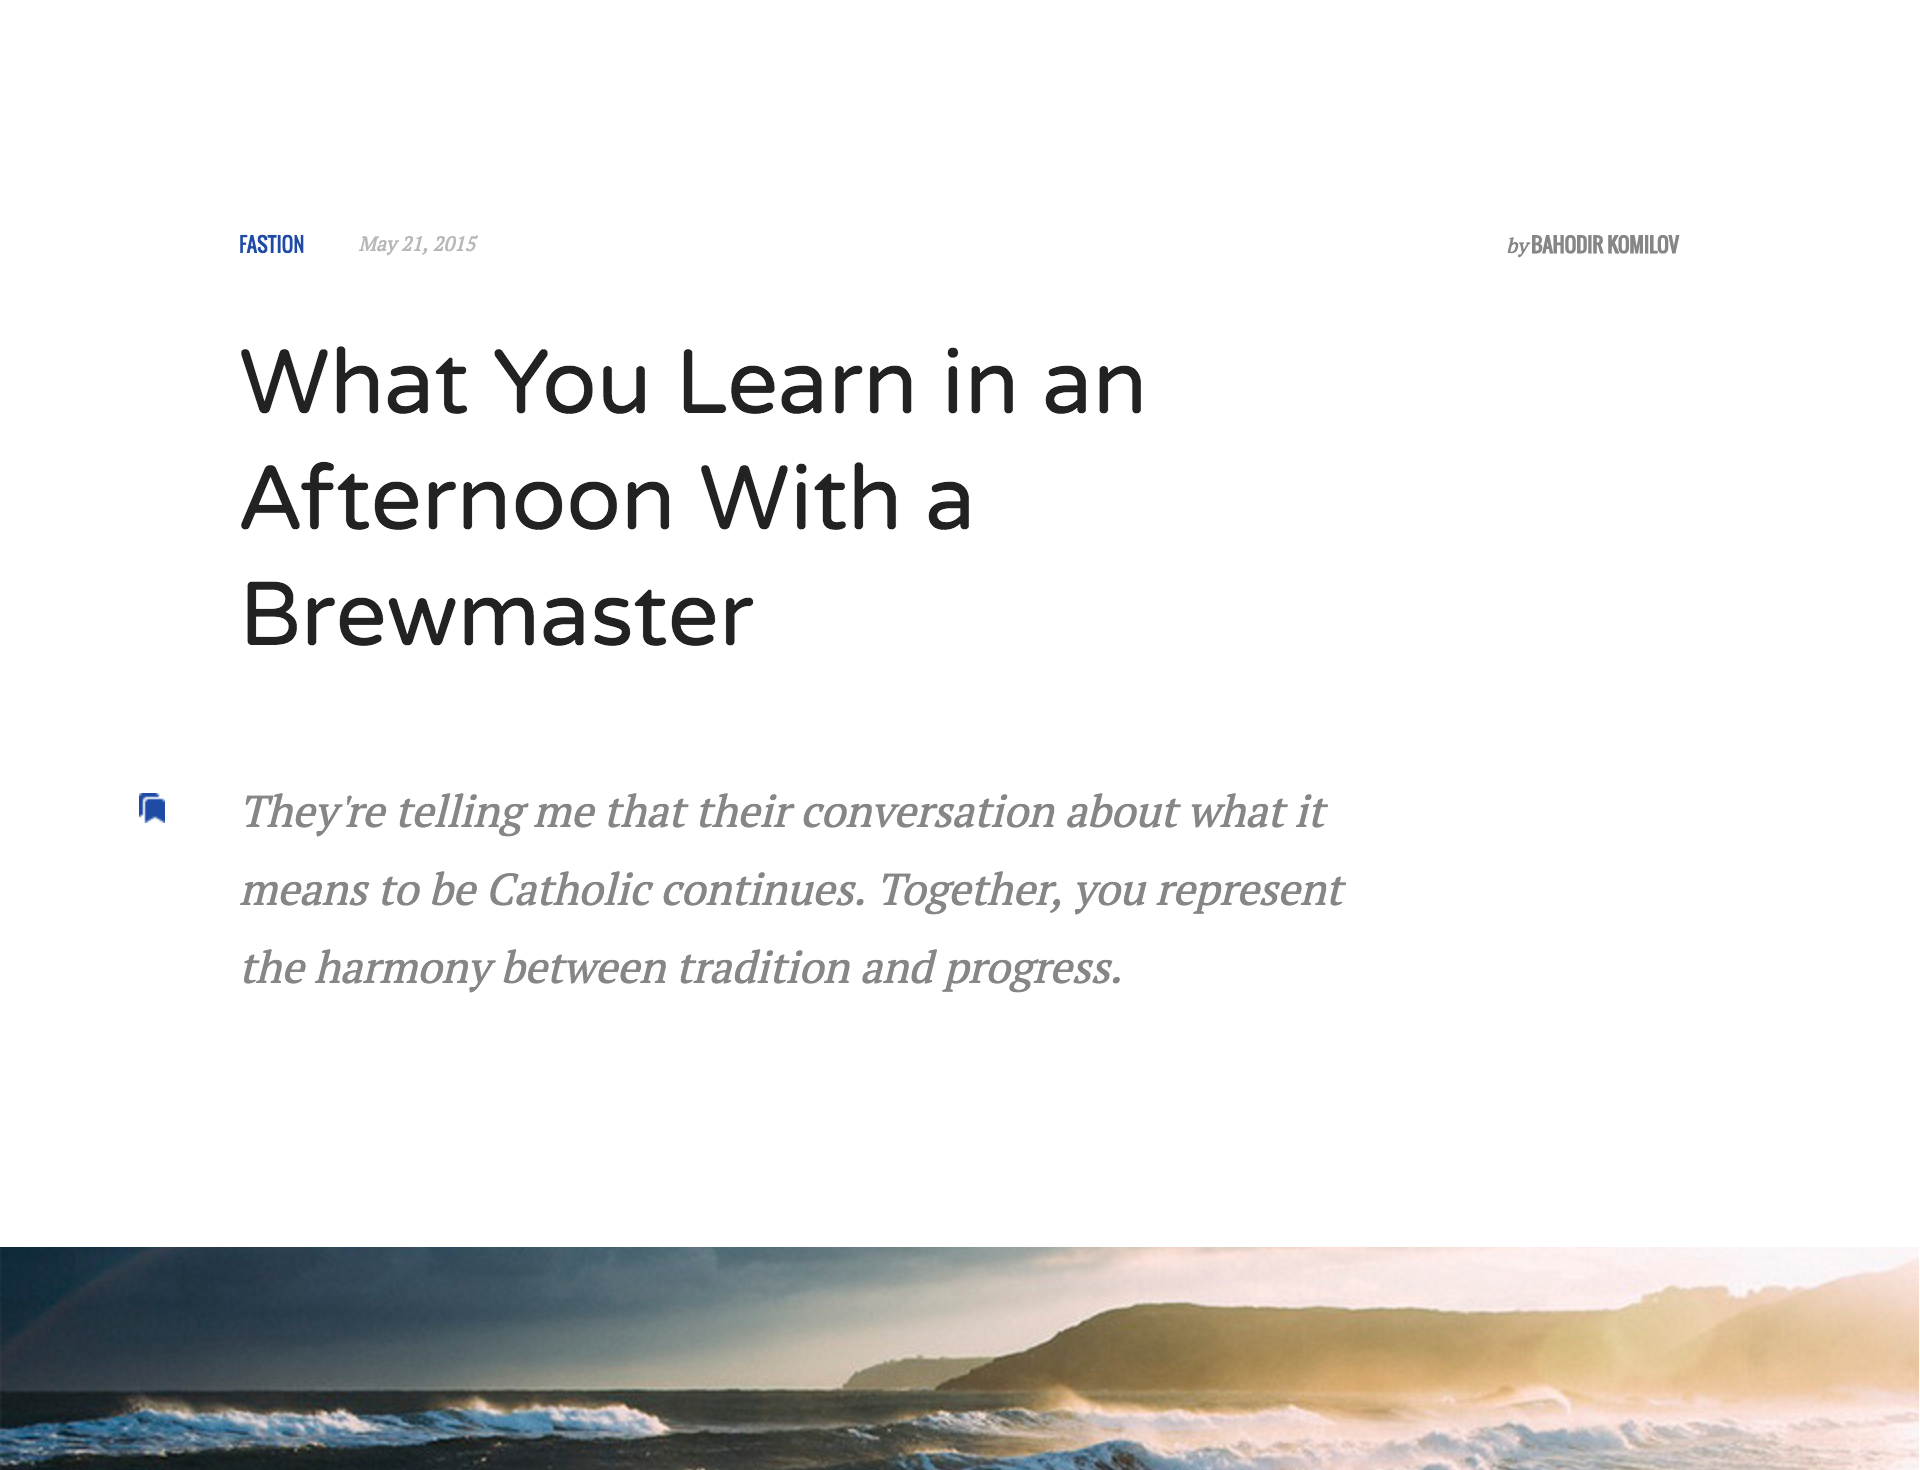 FASTION May 21, 2015 by BAHODIR KOMILOV
What You Learn in an
Afternoon With a
Brewmaster
They're telling me that their conversation about what it
means to be Catholic continues. Together, you represent
the harmony between tradition and progress.